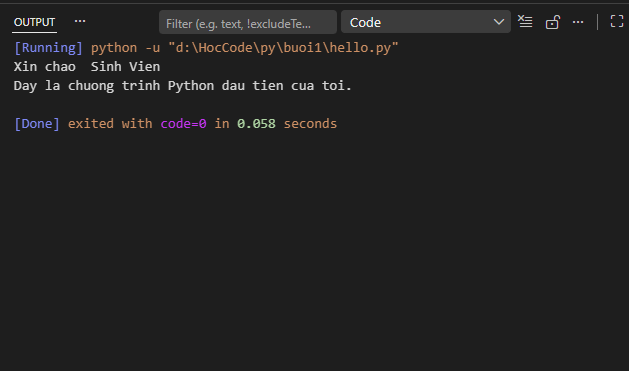 OUTPUT ··· Filter (e.g. text, !excludeTe... Code ···
[Running] python -u "d:\HocCode\py\buoi1\hello.py"
Xin chao  Sinh Vien
Day la chuong trinh Python dau tien cua toi.
[Done] exited with code=0 in 0.058 seconds